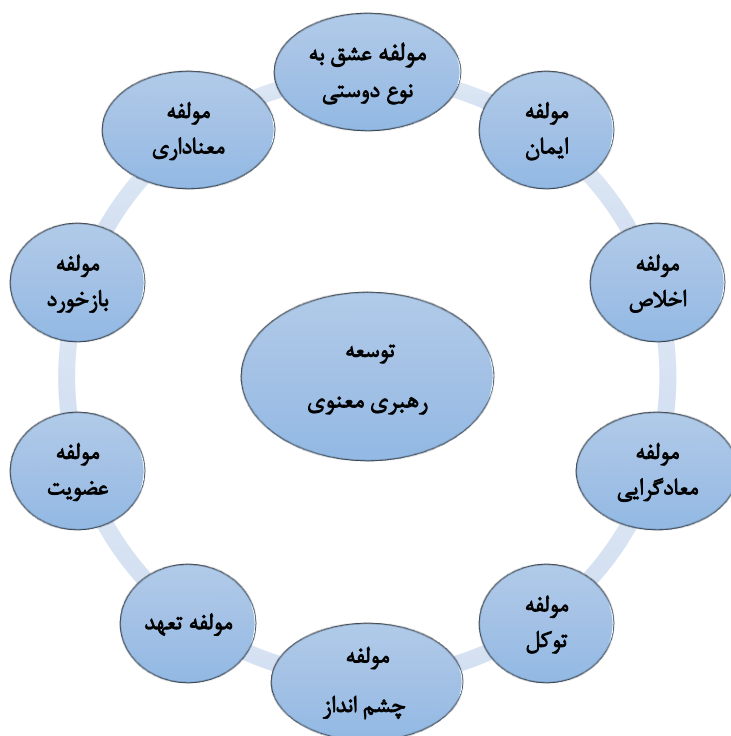 مولفه عشق به
نوع دوستی
مولفه
ایمان
مولفه
اخلاص
مولفه
معادگرایی
مولفه
توکل
مولفه
چشم انداز
مولفه تعهد
مولفه
عضویت
مولفه
بازخورد
مولفه
معناداری
توسعه
رهبری معنوی